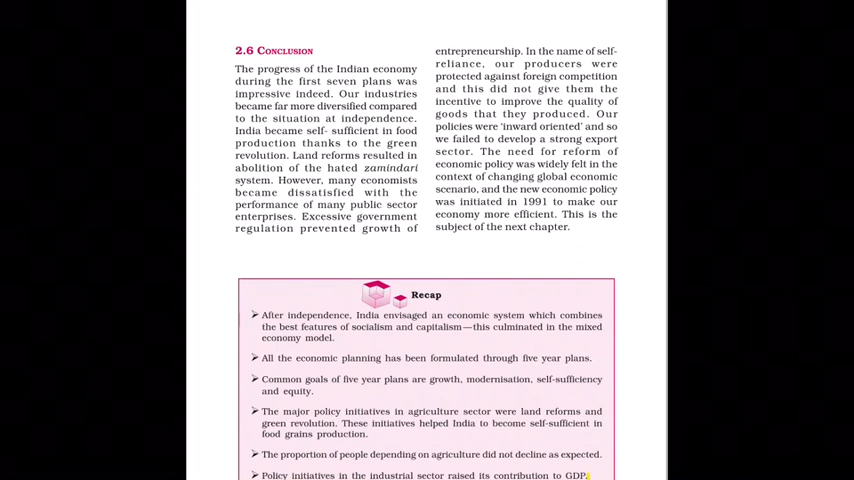 2.6 CONCLUSION
The progress of the Indian economy
during the first seven plans was
impressive indeed. Our industries
became far more diversified compared
to the situation at independence.
India became self- sufficient in food
production thanks to the green
revolution. Land reforms resulted in
abolition of the hated zamindari
system. However, many economists
became dissatisfied with the
performance of many public sector
enterprises. Excessive government
regulation prevented growth of
entrepreneurship. In the name of self-
reliance, our producers were
protected against foreign competition
and this did not give them the
incentive to improve the quality of
goods that they produced. Our
policies were ‘inward oriented’ and so
we failed to develop a strong export
sector. The need for reform of
economic policy was widely felt in the
context of changing global economic
scenario, and the new economic policy
was initiated in 1991 to make our
economy more efficient. This is the
subject of the next chapter.
Recap
➢ After independence, India envisaged an economic system which combines
the best features of socialism and capitalism—this culminated in the mixed
economy model.
➢ All the economic planning has been formulated through five year plans.
➢ Common goals of five year plans are growth, modernisation, self-sufficiency
and equity.
➢ The major policy initiatives in agriculture sector were land reforms and
green revolution. These initiatives helped India to become self-sufficient in
food grains production.
➢ The proportion of people depending on agriculture did not decline as expected.
➢ Policy initiatives in the industrial sector raised its contribution to GDP.